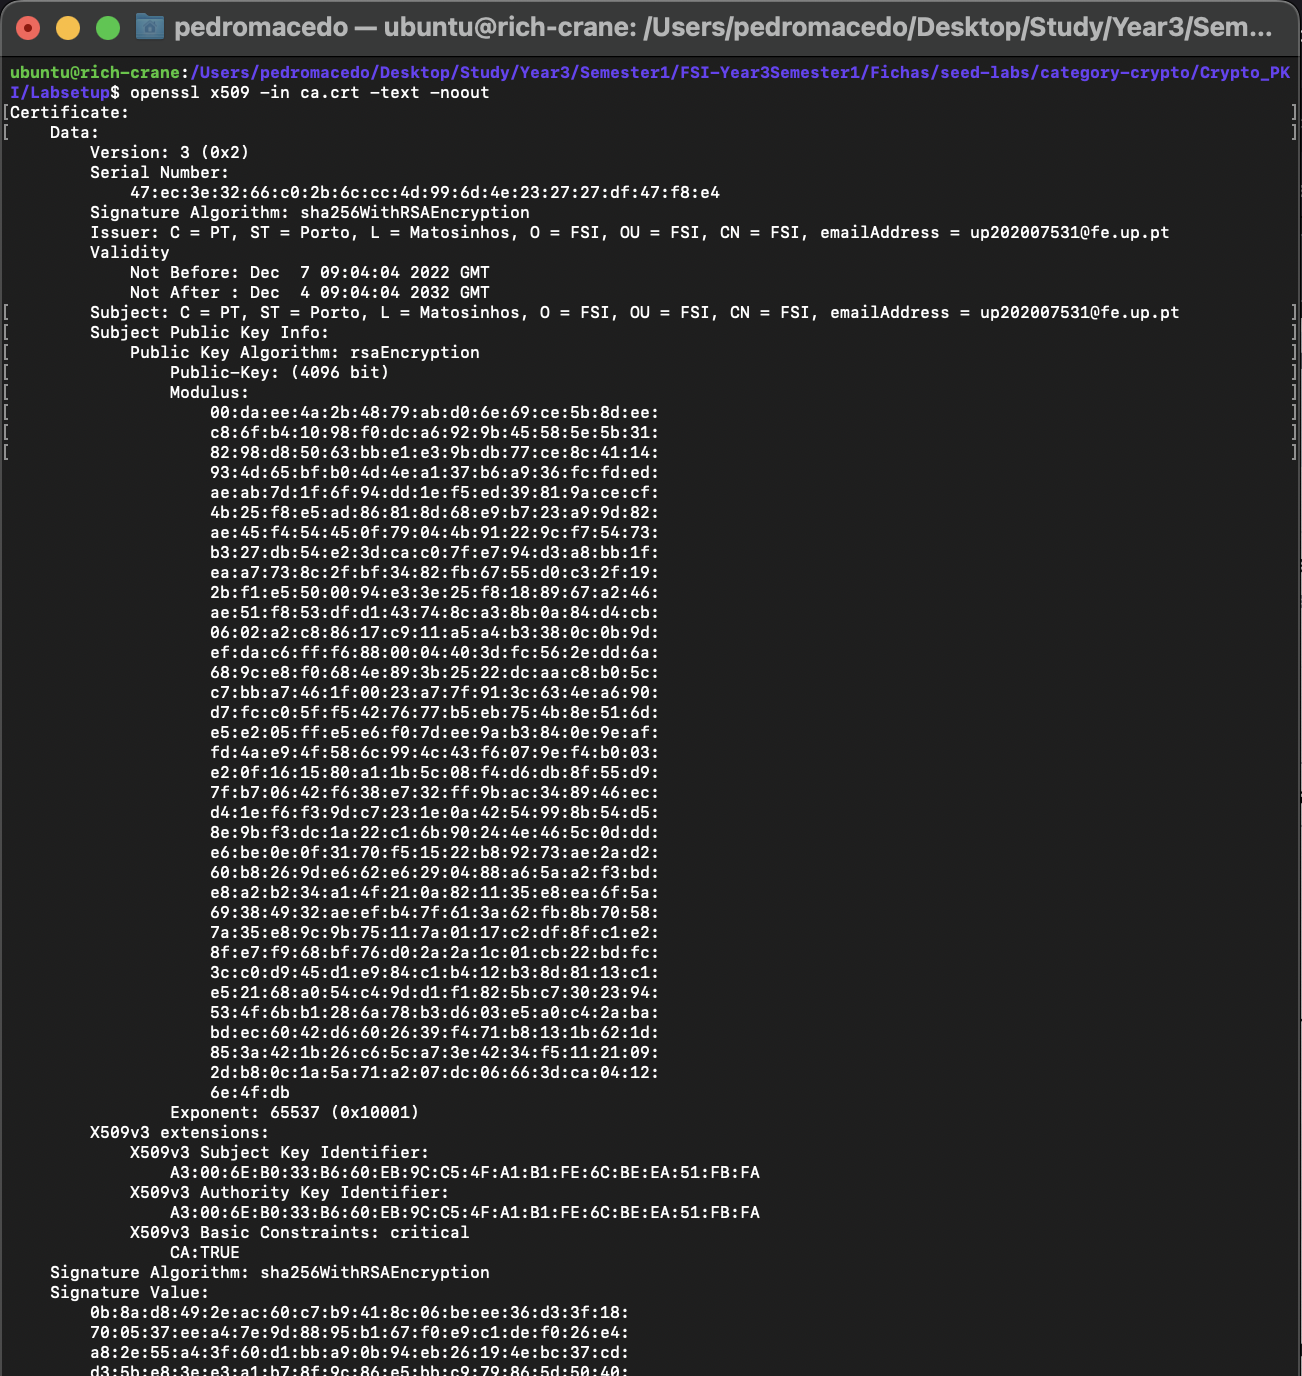 pedromacedo — ubuntu@rich-crane: /Users/pedromacedo/Desktop/Study/Year3/Sem...
ubuntu@rich-crane:/Users/pedromacedo/Desktop/Study/Year3/Semester1/FSI-Year3Semester1/Fichas/seed-labs/category-crypto/Crypto_PK
I/Labsetup$ openssl x509 -in ca.crt -text -noout
[Certificate: ]
[    Data: ]
        Version: 3 (0x2)
        Serial Number:
            47:ec:3e:32:66:c0:2b:6c:cc:4d:99:6d:4e:23:27:27:df:47:f8:e4
        Signature Algorithm: sha256WithRSAEncryption
        Issuer: C = PT, ST = Porto, L = Matosinhos, O = FSI, OU = FSI, CN = FSI, emailAddress = up202007531@fe.up.pt
        Validity
            Not Before: Dec  7 09:04:04 2022 GMT
            Not After : Dec  4 09:04:04 2032 GMT
[        Subject: C = PT, ST = Porto, L = Matosinhos, O = FSI, OU = FSI, CN = FSI, emailAddress = up202007531@fe.up.pt ]
[        Subject Public Key Info: ]
[            Public Key Algorithm: rsaEncryption ]
[                Public-Key: (4096 bit) ]
[                Modulus: ]
[                    00:da:ee:4a:2b:48:79:ab:d0:6e:69:ce:5b:8d:ee: ]
[                    c8:6f:b4:10:98:f0:dc:a6:92:9b:45:58:5e:5b:31: ]
[                    82:98:d8:50:63:bb:e1:e3:9b:db:77:ce:8c:41:14: ]
                    93:4d:65:bf:b0:4d:4e:a1:37:b6:a9:36:fc:fd:ed:
                    ae:ab:7d:1f:6f:94:dd:1e:f5:ed:39:81:9a:ce:cf:
                    4b:25:f8:e5:ad:86:81:8d:68:e9:b7:23:a9:9d:82:
                    ae:45:f4:54:45:0f:79:04:4b:91:22:9c:f7:54:73:
                    b3:27:db:54:e2:3d:ca:c0:7f:e7:94:d3:a8:bb:1f:
                    ea:a7:73:8c:2f:bf:34:82:fb:67:55:d0:c3:2f:19:
                    2b:f1:e5:50:00:94:e3:3e:25:f8:18:89:67:a2:46:
                    ae:51:f8:53:df:d1:43:74:8c:a3:8b:0a:84:d4:cb:
                    06:02:a2:c8:86:17:c9:11:a5:a4:b3:38:0c:0b:9d:
                    ef:da:c6:ff:f6:88:00:04:40:3d:fc:56:2e:dd:6a:
                    68:9c:e8:f0:68:4e:89:3b:25:22:dc:aa:c8:b0:5c:
                    c7:bb:a7:46:1f:00:23:a7:7f:91:3c:63:4e:a6:90:
                    d7:fc:c0:5f:f5:42:76:77:b5:eb:75:4b:8e:51:6d:
                    e5:e2:05:ff:e5:e6:f0:7d:ee:9a:b3:84:0e:9e:af:
                    fd:4a:e9:4f:58:6c:99:4c:43:f6:07:9e:f4:b0:03:
                    e2:0f:16:15:80:a1:1b:5c:08:f4:d6:db:8f:55:d9:
                    7f:b7:06:42:f6:38:e7:32:ff:9b:ac:34:89:46:ec:
                    d4:1e:f6:f3:9d:c7:23:1e:0a:42:54:99:8b:54:d5:
                    8e:9b:f3:dc:1a:22:c1:6b:90:24:4e:46:5c:0d:dd:
                    e6:be:0e:0f:31:70:f5:15:22:b8:92:73:ae:2a:d2:
                    60:b8:26:9d:e6:62:e6:29:04:88:a6:5a:a2:f3:bd:
                    e8:a2:b2:34:a1:4f:21:0a:82:11:35:e8:ea:6f:5a:
                    69:38:49:32:ae:ef:b4:7f:61:3a:62:fb:8b:70:58:
                    7a:35:e8:9c:9b:75:11:7a:01:17:c2:df:8f:c1:e2:
                    8f:e7:f9:68:bf:76:d0:2a:2a:1c:01:cb:22:bd:fc:
                    3c:c0:d9:45:d1:e9:84:c1:b4:12:b3:8d:81:13:c1:
                    e5:21:68:a0:54:c4:9d:d1:f1:82:5b:c7:30:23:94:
                    53:4f:6b:b1:28:6a:78:b3:d6:03:e5:a0:c4:2a:ba:
                    bd:ec:60:42:d6:60:26:39:f4:71:b8:13:1b:62:1d:
                    85:3a:42:1b:26:c6:5c:a7:3e:42:34:f5:11:21:09:
                    2d:b8:0c:1a:5a:71:a2:07:dc:06:66:3d:ca:04:12:
                    6e:4f:db
                Exponent: 65537 (0x10001)
        X509v3 extensions:
            X509v3 Subject Key Identifier:
                A3:00:6E:B0:33:B6:60:EB:9C:C5:4F:A1:B1:FE:6C:BE:EA:51:FB:FA
            X509v3 Authority Key Identifier:
                A3:00:6E:B0:33:B6:60:EB:9C:C5:4F:A1:B1:FE:6C:BE:EA:51:FB:FA
            X509v3 Basic Constraints: critical
                CA:TRUE
    Signature Algorithm: sha256WithRSAEncryption
    Signature Value:
        0b:8a:d8:49:2e:ac:60:c7:b9:41:8c:06:be:ee:36:d3:3f:18:
        70:05:37:ee:a4:7e:9d:88:95:b1:67:f0:e9:c1:de:f0:26:e4:
        a8:2e:55:a4:3f:60:d1:bb:a9:0b:94:eb:26:19:4e:bc:37:cd:
        d3:5b:e8:3e:e3:a1:b7:8f:9c:86:e5:bb:c9:79:86:5d:50:40: